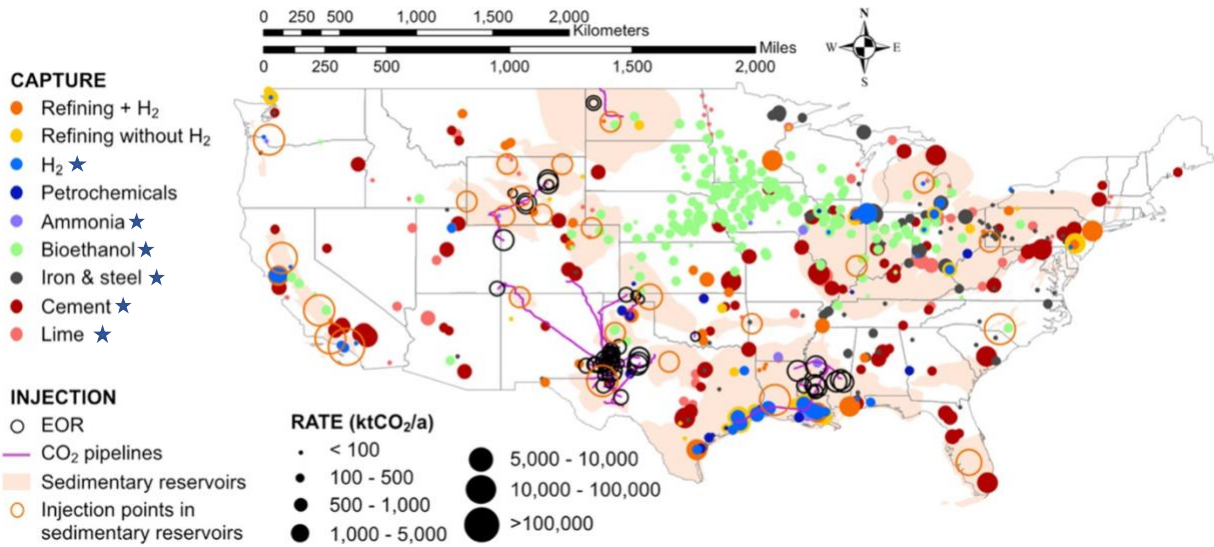 0 250 500 1,000 1,500 2,000
Kilometers
Miles
0 250 500 1,000 1,500 2,000
N
W E
S
CAPTURE
Refining + H₂
Refining without H₂
H₂ ★
Petrochemicals
Ammonia ★
Bioethanol ★
Iron & steel ★
Cement ★
Lime ★
INJECTION
EOR
CO₂ pipelines
Sedimentary reservoirs
Injection points in
sedimentary reservoirs
RATE (ktCO₂/a)
< 100
100 - 500
500 - 1,000
1,000 - 5,000
5,000 - 10,000
10,000 - 100,000
>100,000